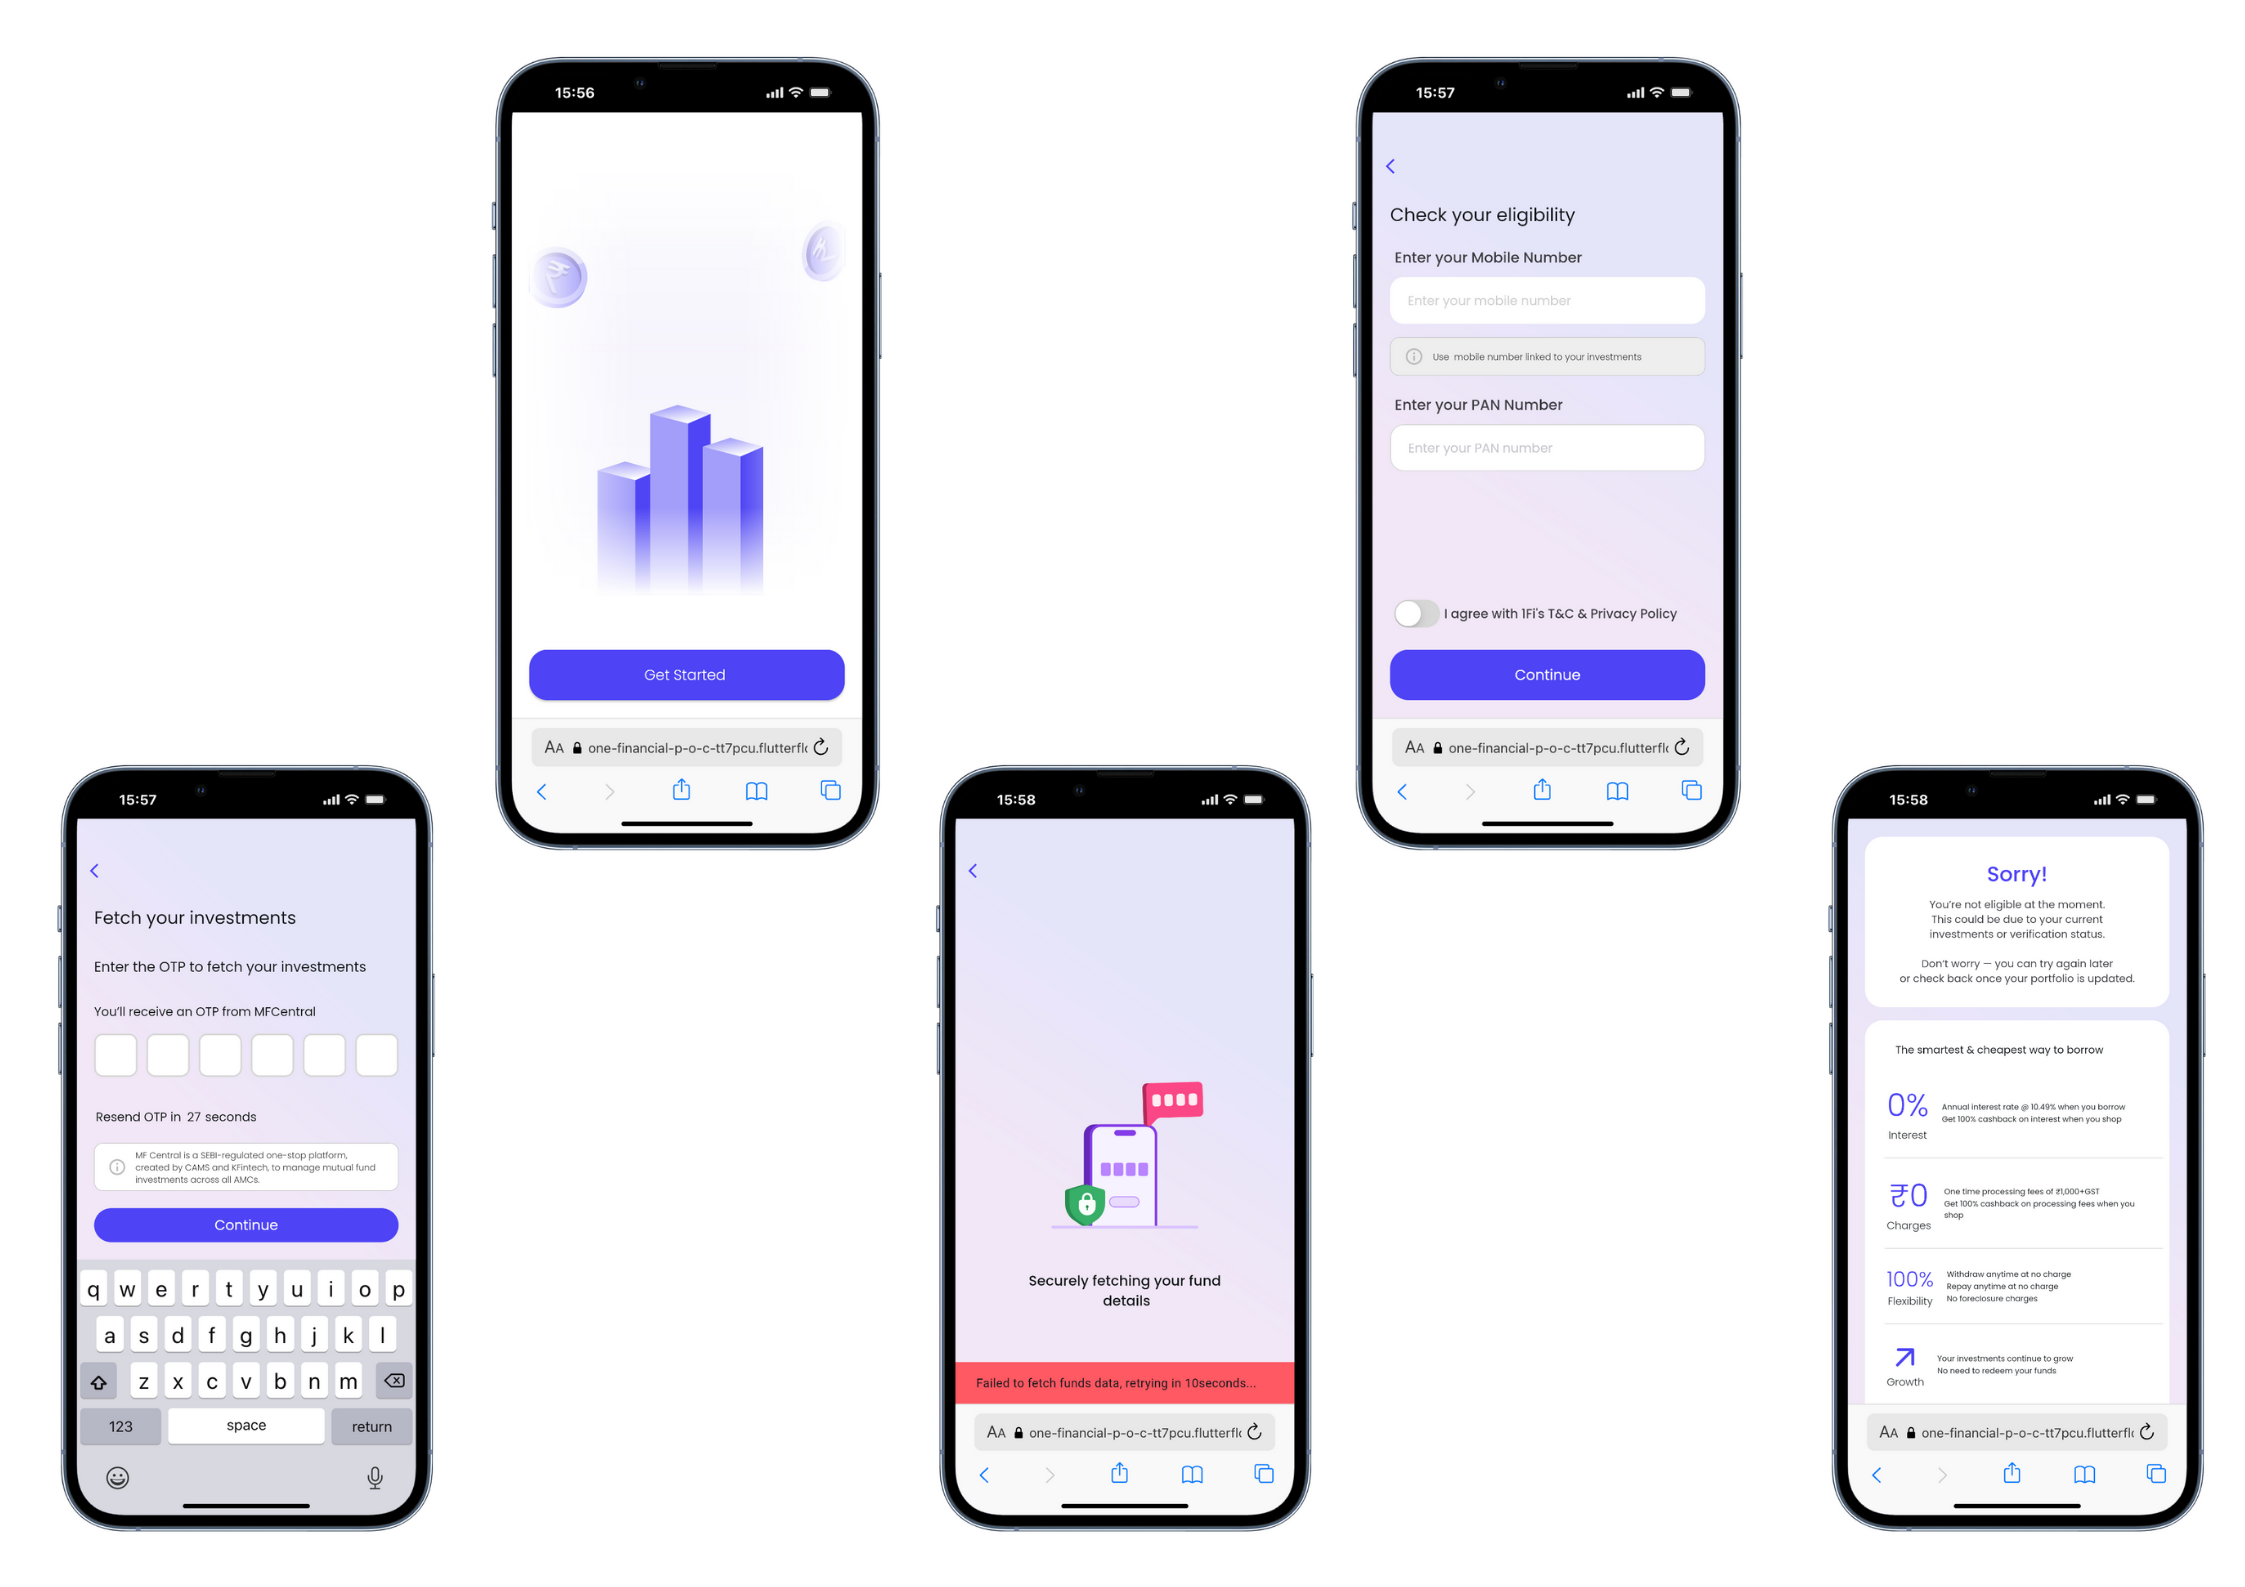 15:56
Get Started
AA one-financial-p-o-c-tt7pcu.flutterflo
15:57
Check your eligibility
Enter your Mobile Number
Enter your mobile number
Use mobile number linked to your investments
Enter your PAN Number
Enter your PAN number
I agree with 1Fi's T&C & Privacy Policy
Continue
AA one-financial-p-o-c-tt7pcu.flutterflo
15:57
Fetch your investments
Enter the OTP to fetch your investments
You'll receive an OTP from MFCentral
Resend OTP in 27 seconds
MF Central is a SEBI-regulated one-stop platform,
created by CAMS and KFintech, to manage mutual fund
investments across all AMCs.
Continue
q w e r t y u i o p
a s d f g h j k l
z x c v b n m
123 space return
15:58
Securely fetching your fund
details
Failed to fetch funds data, retrying in 10seconds...
AA one-financial-p-o-c-tt7pcu.flutterflo
15:58
Sorry!
You're not eligible at the moment.
This could be due to your current
investments or verification status.
Don't worry — you can try again later
or check back once your portfolio is updated.
The smartest & cheapest way to borrow
0%
Interest
Annual interest rate @ 10.49% when you borrow
Get 100% cashback on interest when you shop
₹0
Charges
One time processing fees of ₹1,000+GST
Get 100% cashback on processing fees when you
shop
100%
Flexibility
Withdraw anytime at no charge
Repay anytime at no charge
No foreclosure charges
Growth
Your investments continue to grow
No need to redeem your funds
AA one-financial-p-o-c-tt7pcu.flutterflo